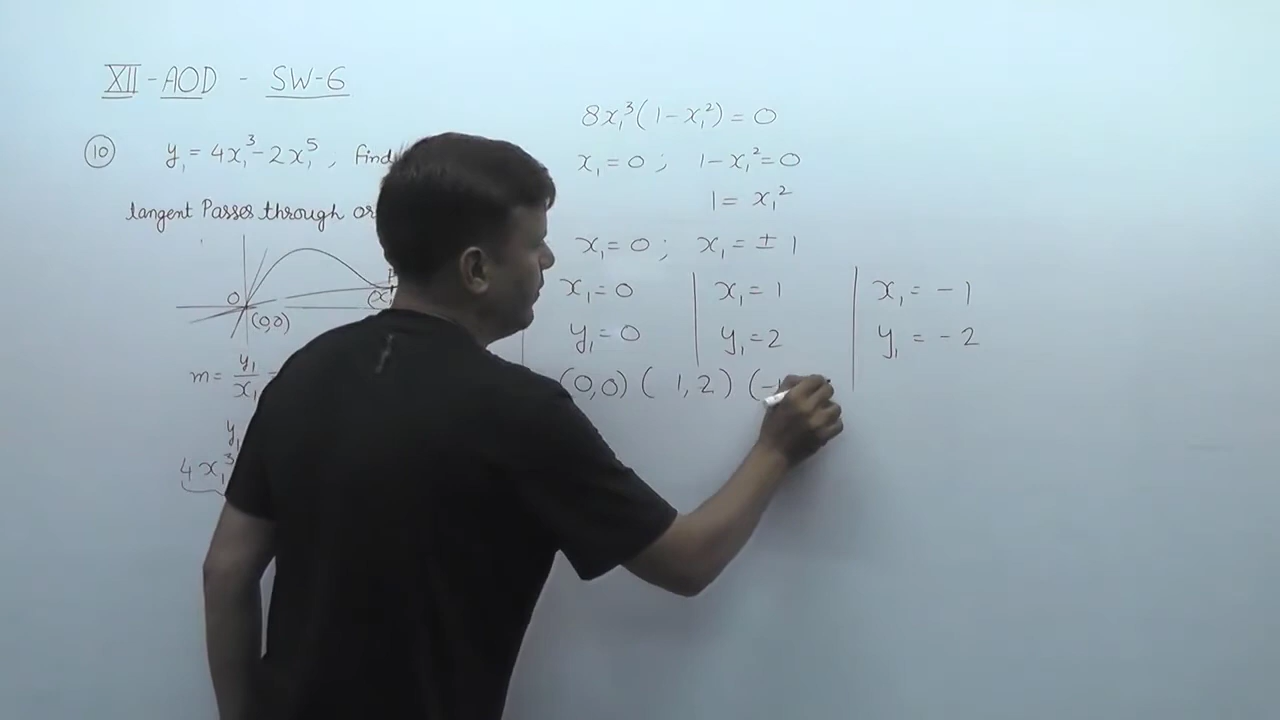 XII - AOD - SW-6
(10) y₁ = 4x₁³ - 2x₁⁵ , find
tangent Passes through or
O
(0,0)
m = y₁/x₁
y₁
4x₁³
8x₁³(1 - x₁²) = 0
x₁ = 0 ; 1 - x₁² = 0
1 = x₁²
x₁ = 0 ; x₁ = ± 1
x₁ = 0 | x₁ = 1 | x₁ = - 1
y₁ = 0 | y₁ = 2 | y₁ = - 2
(0,0) ( 1, 2 ) (-1